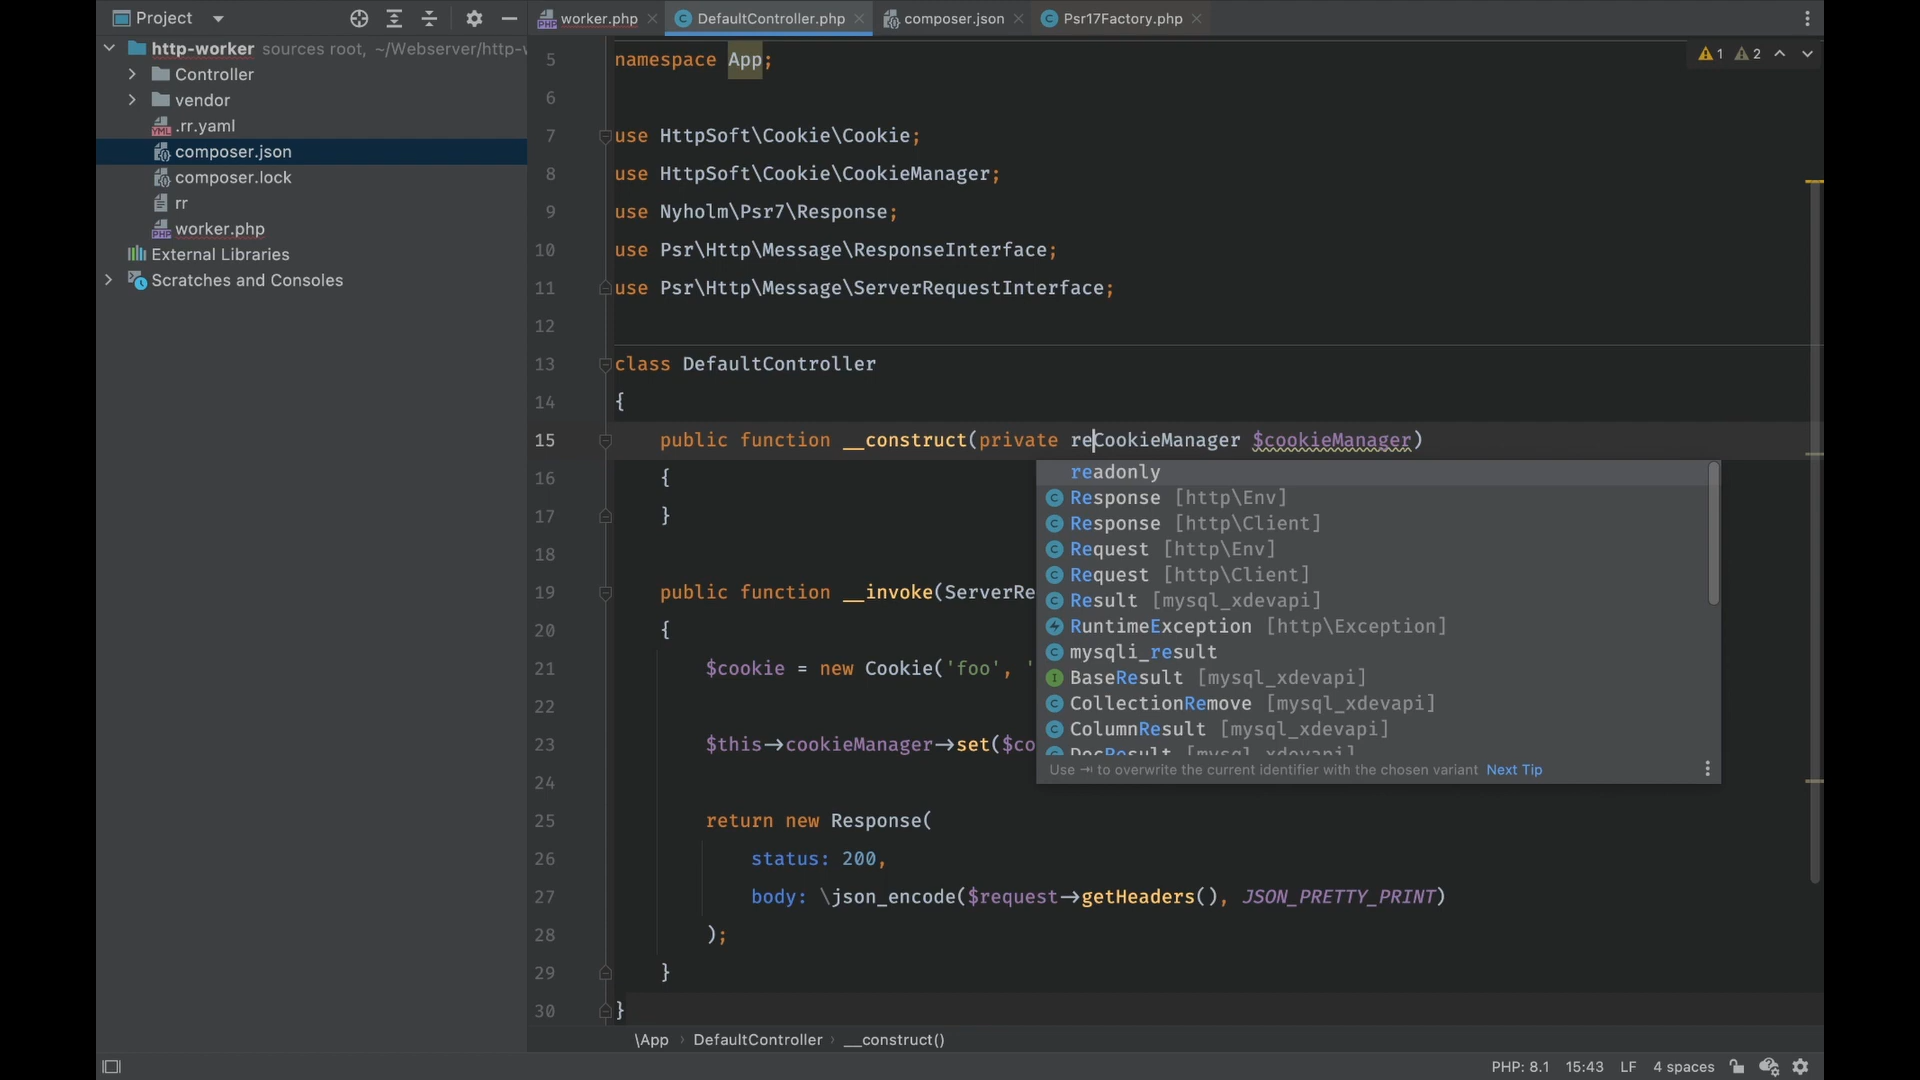 Project
http-worker sources root, ~/Webserver/http-
Controller
vendor
.rr.yaml
composer.json
composer.lock
rr
worker.php
External Libraries
Scratches and Consoles
worker.php
DefaultController.php
composer.json
Psr17Factory.php
1 2
5 namespace App;
6
7 use HttpSoft\Cookie\Cookie;
8 use HttpSoft\Cookie\CookieManager;
9 use Nyholm\Psr7\Response;
10 use Psr\Http\Message\ResponseInterface;
11 use Psr\Http\Message\ServerRequestInterface;
12
13 class DefaultController
14 {
15 public function __construct(private reCookieManager $cookieManager)
16 {
17 }
18
19 public function __invoke(ServerRe
20 {
21 $cookie = new Cookie('foo', '
22
23 $this->cookieManager->set($co
24
25 return new Response(
26 status: 200,
27 body: \json_encode($request->getHeaders(), JSON_PRETTY_PRINT)
28 );
29 }
30 }
readonly
Response [http\Env]
Response [http\Client]
Request [http\Env]
Request [http\Client]
Result [mysql_xdevapi]
RuntimeException [http\Exception]
mysqli_result
BaseResult [mysql_xdevapi]
CollectionRemove [mysql_xdevapi]
ColumnResult [mysql_xdevapi]
DocResult [mysql_xdevapi]
Use ⇥ to overwrite the current identifier with the chosen variant Next Tip
\App › DefaultController › __construct()
PHP: 8.1 15:43 LF 4 spaces